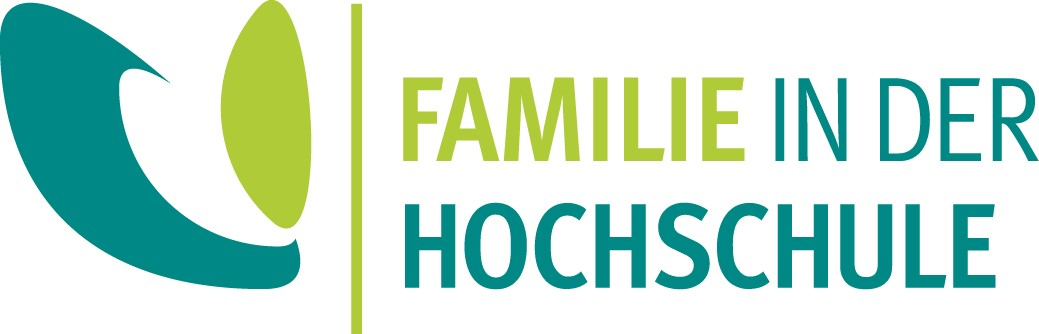 FAMILIE IN DER
HOCHSCHULE